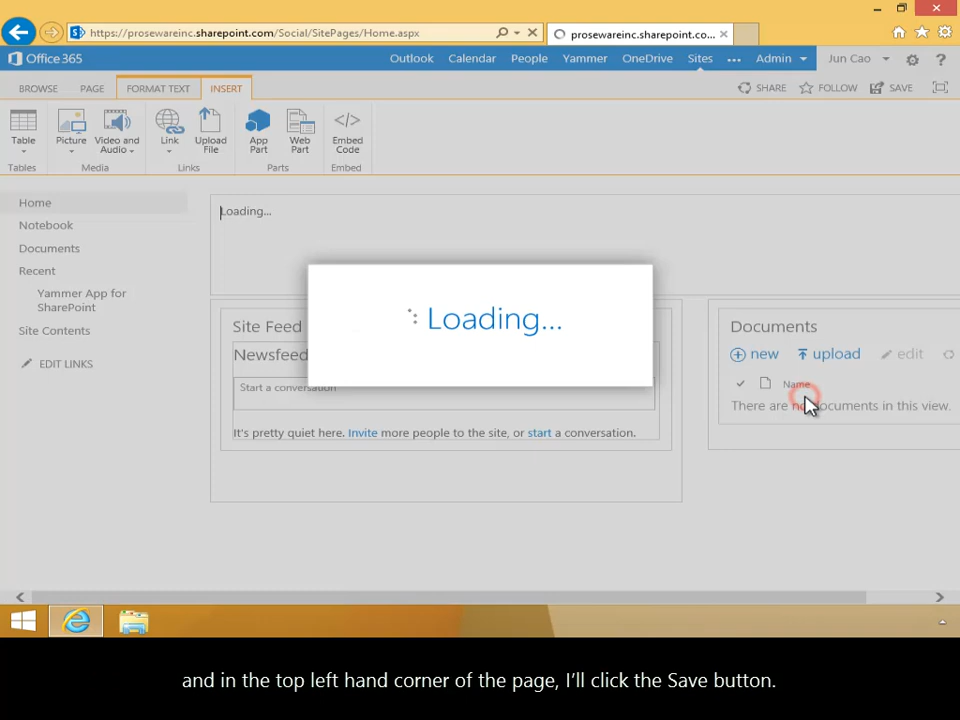 https://prosewareinc.sharepoint.com/Social/SitePages/Home.aspx
prosewareinc.sharepoint.co...
Office 365
Outlook Calendar People Yammer OneDrive Sites ... Admin Jun Cao ?
BROWSE PAGE FORMAT TEXT INSERT SHARE FOLLOW SAVE
Table Picture Video and Audio Link Upload File App Part Web Part Embed Code
Tables Media Links Parts Embed
Home
Loading...
Notebook
Documents
Recent
Yammer App for
SharePoint
Site Contents
EDIT LINKS
Loading...
Site Feed
Newsfeed
Start a conversation
It's pretty quiet here. Invite more people to the site, or start a conversation.
Documents
new upload edit
Name
There are no documents in this view.
and in the top left hand corner of the page, I'll click the Save button.